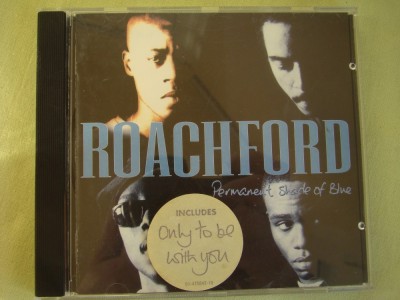 ROACHFORD
Permanent Shade of Blue
INCLUDES
Only to be
with you